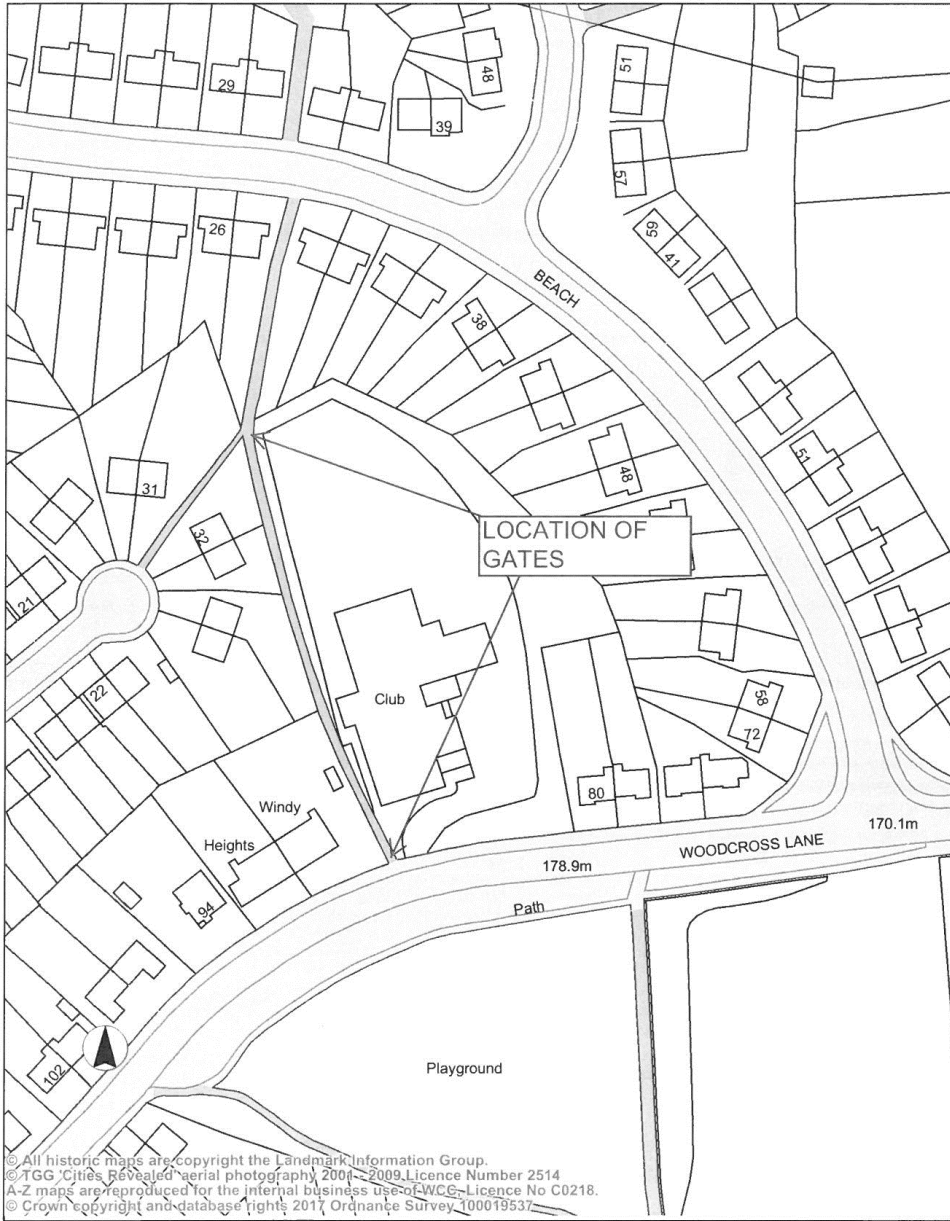 29
48
39
51
57
59
41
26
BEACH
38
31
32
48
51
LOCATION OF
GATES
21
22
Club
58
72
80
Windy
Heights
94
178.9m
WOODCROSS LANE
170.1m
Path
102
Playground
© All historic maps are copyright the Landmark Information Group.
© TGG 'Cities Revealed' aerial photography 2001 - 2009 Licence Number 2514
A-Z maps are reproduced for the internal business use of WCC, Licence No C0218.
© Crown copyright and database rights 2017 Ordnance Survey 100019537